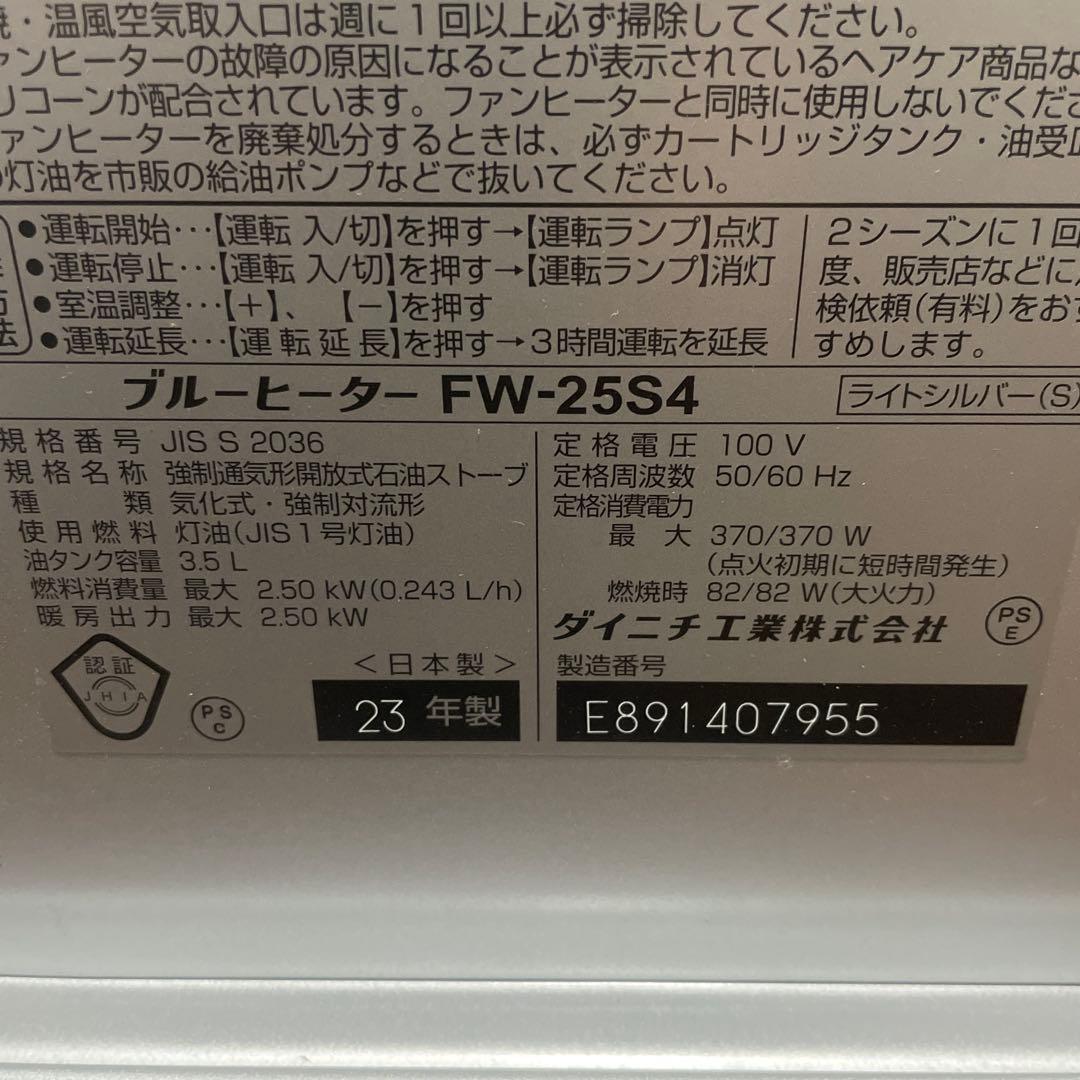 ・温風空気取入口は週に1回以上必ず掃除してください。
ァンヒーターの故障の原因になることが表示されているヘアケア商品な
リコーンが配合されています。ファンヒーターと同時に使用しないでくださ
ァンヒーターを廃棄処分するときは、必ずカートリッジタンク・油受
の灯油を市販の給油ポンプなどで抜いてください。
●運転開始…【運転 入/切】を押す→【運転ランプ】点灯
●運転停止…【運転 入/切】を押す→【運転ランプ】消灯
●室温調整…【+】、【−】を押す
●運転延長…【運転延長】を押す→3時間運転を延長
法
2シーズンに1回
度、販売店などに
検依頼(有料)をおす
すめします。
ブルーヒーター FW-25S4
ライトシルバー(S)
規格番号 JIS S 2036
規格名称 強制通気形開放式石油ストーブ
種類 気化式・強制対流形
使用燃料 灯油(JIS1号灯油)
油タンク容量 3.5 L
燃料消費量 最大 2.50 kW(0.243 L/h)
暖房出力 最大 2.50 kW
定格電圧 100 V
定格周波数 50/60 Hz
定格消費電力
最大 370/370 W
(点火初期に短時間発生)
燃焼時 82/82 W(大火力)
ダイニチ工業株式会社
PS
E
認証
JHIA
PS
C
<日本製>
23 年製
製造番号
E891407955